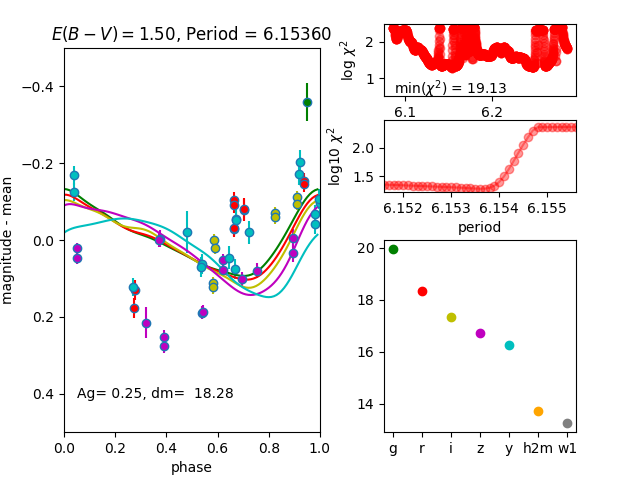 E(B − V) = 1.50, Period = 6.15360
magnitude - mean
−0.4
−0.2
0.0
0.2
0.4
Ag= 0.25, dm= 18.28
0.0 0.2 0.4 0.6 0.8 1.0
phase
log χ²
2
1
min(χ²) = 19.13
6.1 6.2
log10 χ²
2.0
1.5
6.152 6.153 6.154 6.155
period
20
18
16
14
g r i z y h2m w1